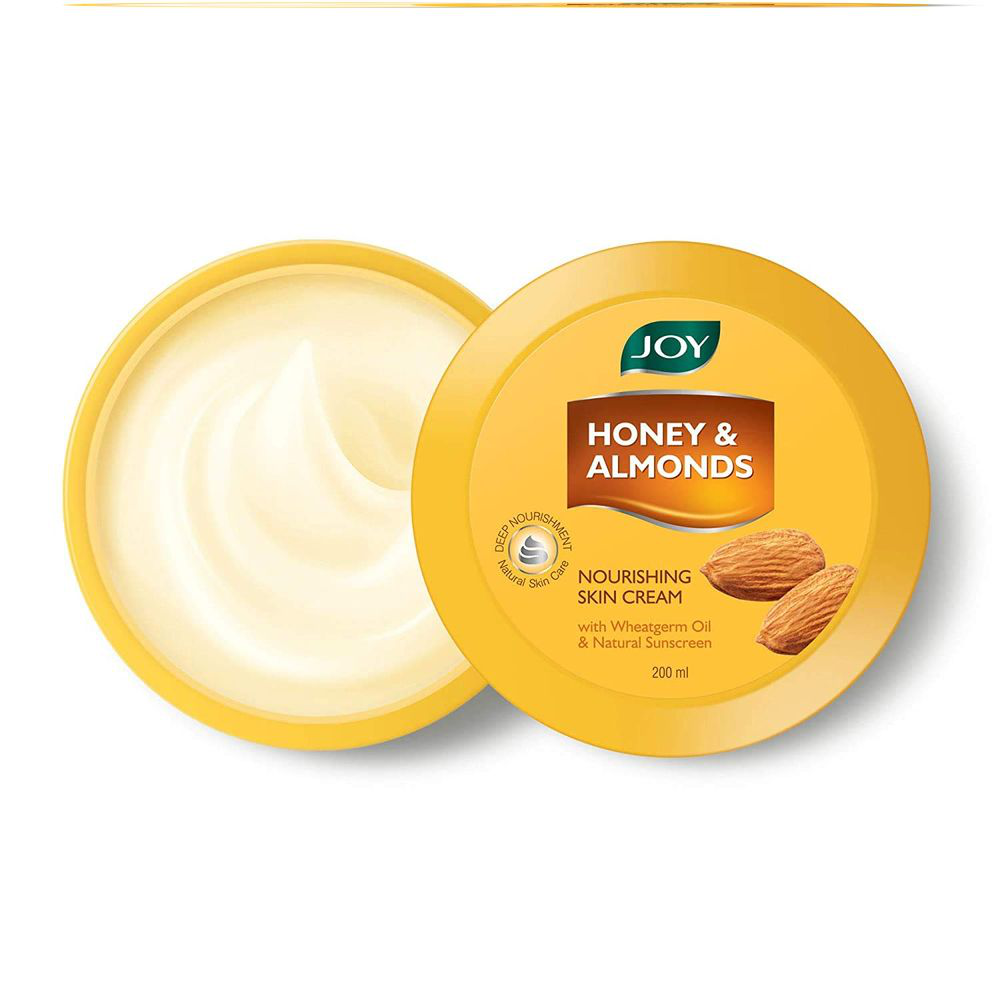 JOY
HONEY &
ALMONDS
DEEP NOURISHMENT
Natural Skin Care
NOURISHING
SKIN CREAM
with Wheatgerm Oil
& Natural Sunscreen
200 ml